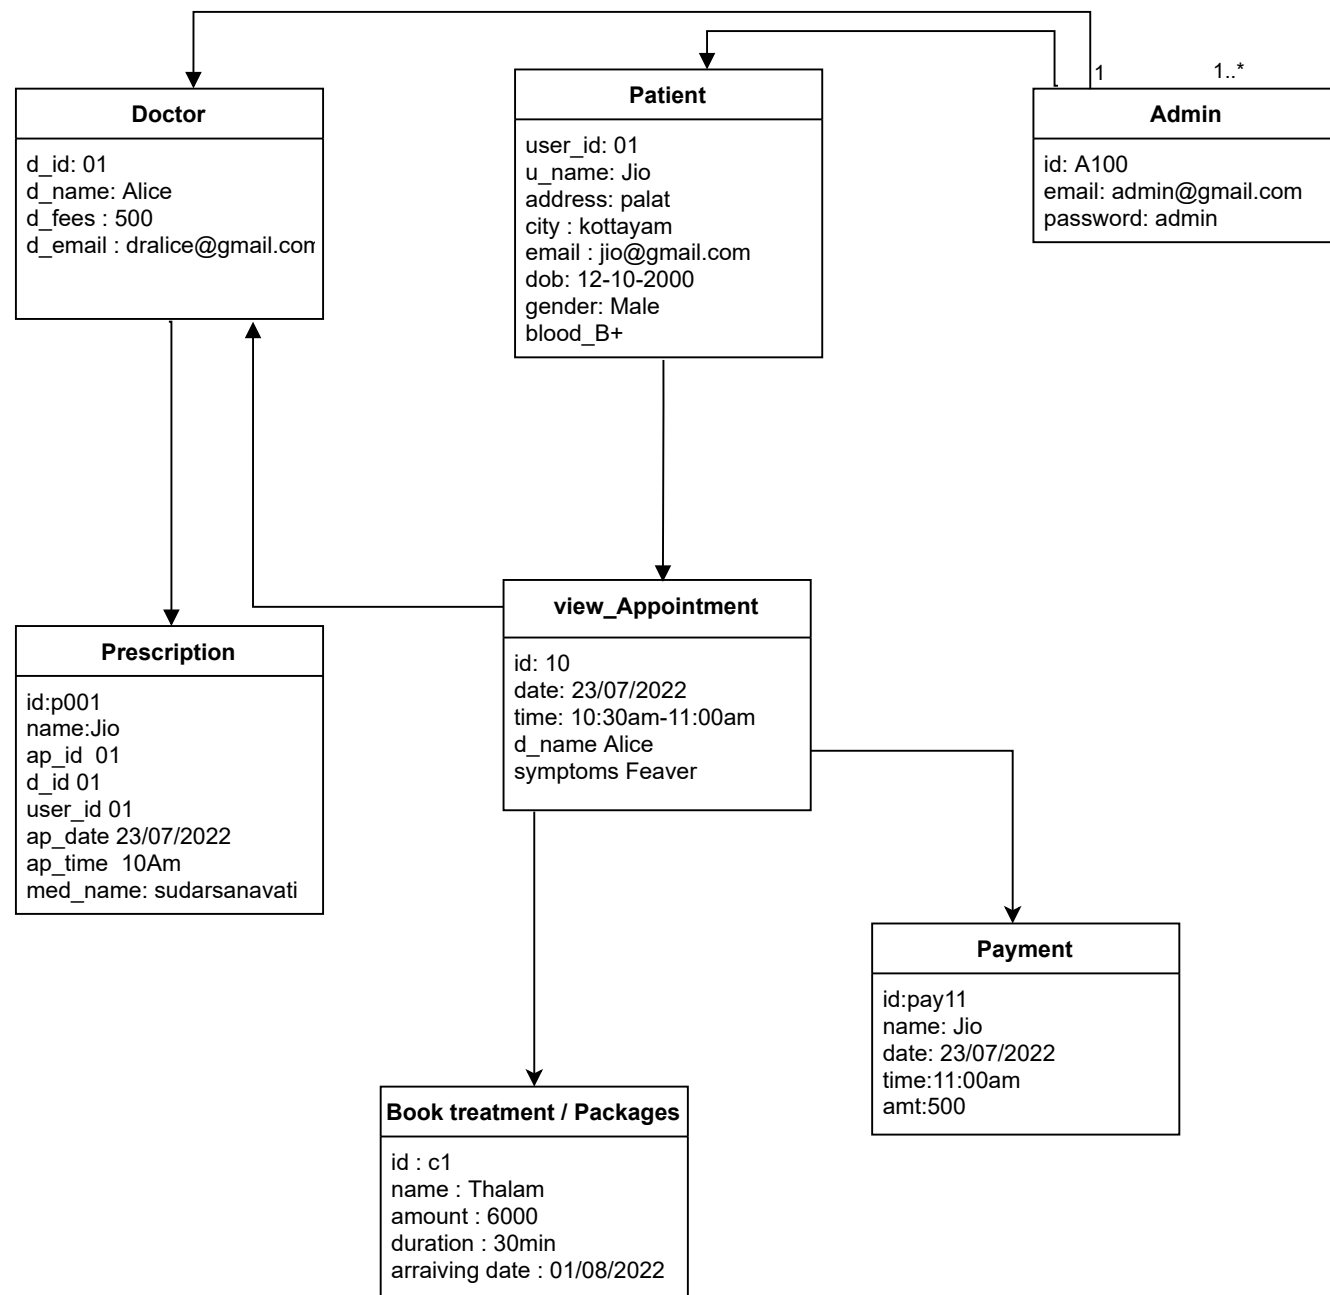 1
1..*
Doctor
d_id: 01
d_name: Alice
d_fees : 500
d_email : dralice@gmail.com
Patient
user_id: 01
u_name: Jio
address: palat
city : kottayam
email : jio@gmail.com
dob: 12-10-2000
gender: Male
blood_B+
Admin
id: A100
email: admin@gmail.com
password: admin
view_Appointment
id: 10
date: 23/07/2022
time: 10:30am-11:00am
d_name Alice
symptoms Feaver
Prescription
id:p001
name:Jio
ap_id 01
d_id 01
user_id 01
ap_date 23/07/2022
ap_time 10Am
med_name: sudarsanavati
Payment
id:pay11
name: Jio
date: 23/07/2022
time:11:00am
amt:500
Book treatment / Packages
id : c1
name : Thalam
amount : 6000
duration : 30min
arraiving date : 01/08/2022